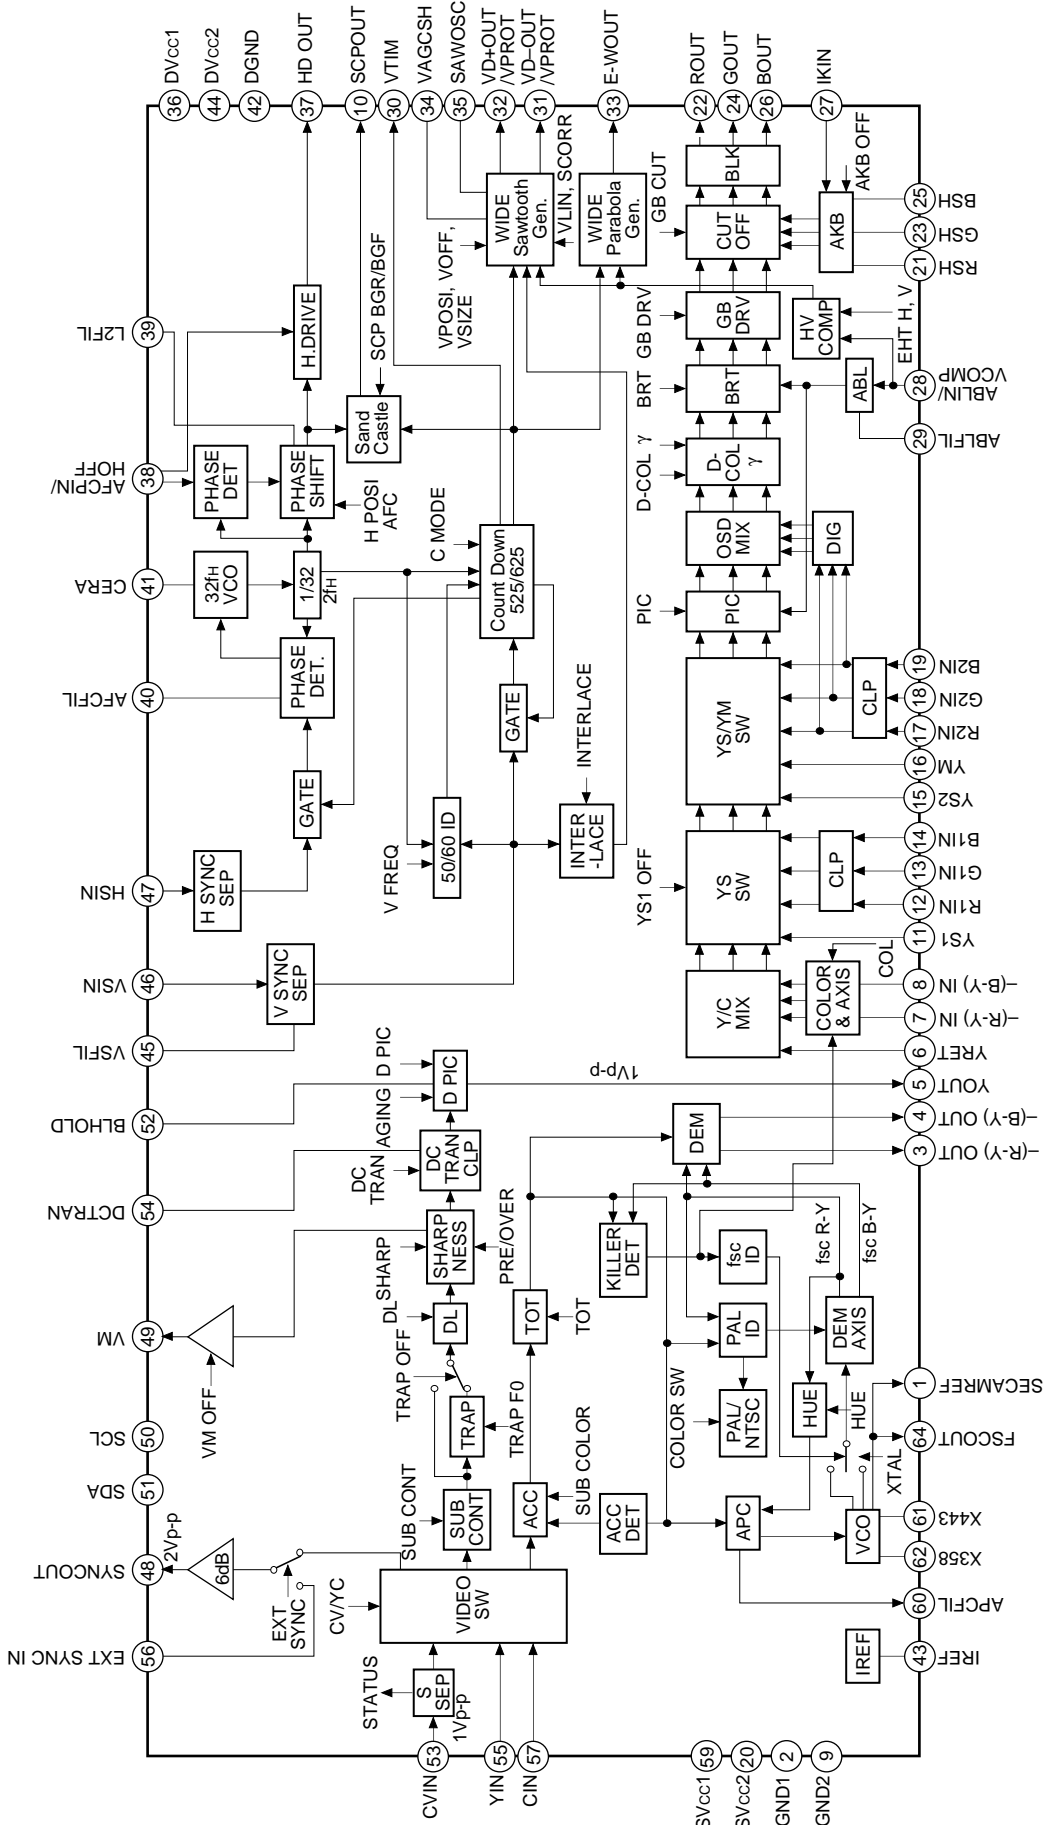 CVIN 53
YIN 55
CIN 57
SVCC1 59
SVCC2 20
GND1 2
GND2 9
EXT SYNC IN 56
SYNCOUT 48
SDA 51
SCL 50
VM 49
DCTRAN 54
BLHOLD 52
VSFIL 45
VSIN 46
HSIN 47
AFCFIL 40
CERA 41
AFCPIN/
HOFF 38
L2FIL 39
36 DVCC1
44 DVCC2
42 DGND
37 HD OUT
10 SCPOUT
30 VTIM
34 VAGCSH
35 SAWOSC
32 VD+OUT
/VPROT
31 VD–OUT
/VPROT
33 E-WOUT
22 ROUT
24 GOUT
26 BOUT
27 IKIN
43 IREF
60 APCFIL
62 X358
61 X443
64 FSCOUT
1 SECAMREF
3 –(R-Y) OUT
4 –(B-Y) OUT
5 YOUT
6 YRET
7 –(R-Y) IN
8 –(B-Y) IN
11 YS1
12 R1IN
13 G1IN
14 B1IN
15 YS2
16 YM
17 R2IN
18 G2IN
19 B2IN
29 ABLFIL
28 ABLIN/
VCOMP
21 RSH
23 GSH
25 BSH
STATUS
S
SEP
1Vp-p
CV/YC
VIDEO
SW
EXT
SYNC
6dB
2Vp-p
SUB CONT
SUB
CONT
TRAP
TRAP F0
TRAP OFF
DL
DL
SHARP
SHARP
NESS
PRE/OVER
DC
TRAN
DC
TRAN
CLP
AGING
D PIC
D PIC
1Vp-p
VM OFF
ACC
SUB COLOR
ACC
DET
TOT
TOT
KILLER
DET
DEM
fsc
ID
PAL
ID
COLOR SW
PAL/
NTSC
DEM
AXIS
fsc R-Y
fsc B-Y
HUE
HUE
APC
VCO
XTAL
IREF
V SYNC
SEP
H SYNC
SEP
GATE
PHASE
DET.
32fH
VCO
1/32
2fH
PHASE
DET
PHASE
SHIFT
H POSI
AFC
H.DRIVE
Sand
Castle
SCP BGR/BGF
V FREQ
50/60 ID
GATE
C MODE
Count Down
525/625
INTER
-LACE
INTERLACE
VPOSI, VOFF,
VSIZE
WIDE
Sawtooth
Gen.
VLIN, SCORR
WIDE
Parabola
Gen.
Y/C
MIX
COLOR
& AXIS
COL
YS1 OFF
YS
SW
CLP
YS/YM
SW
CLP
PIC
PIC
OSD
MIX
DIG
D-COL γ
D-
COL
γ
BRT
BRT
ABL
GB DRV
GB
DRV
HV
COMP
EHT H, V
GB CUT
CUT
OFF
AKB
AKB OFF
BLK